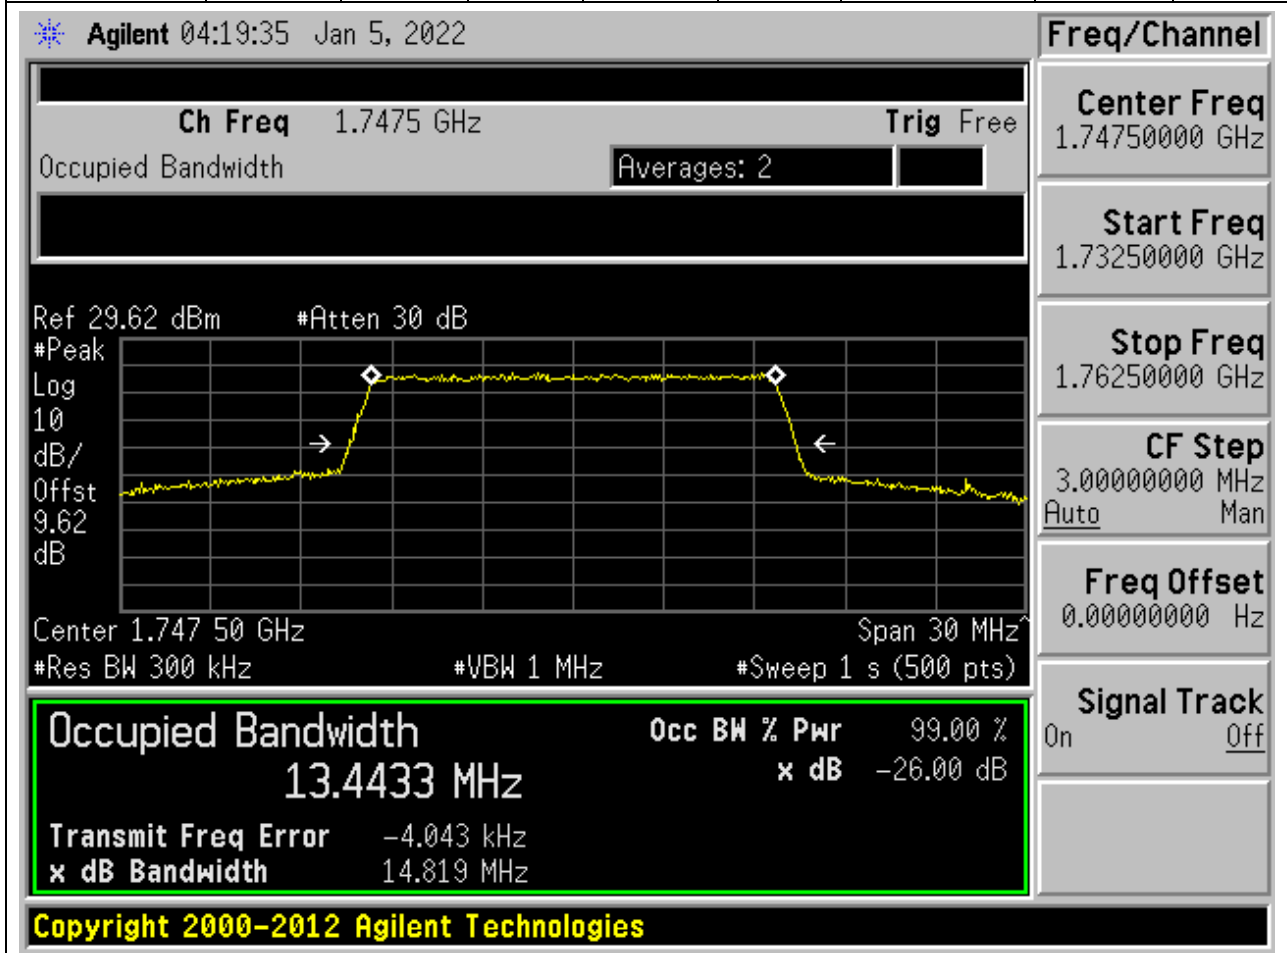 Agilent 04:19:35 Jan 5, 2022
Freq/Channel
Ch Freq 1.7475 GHz Trig Free
Occupied Bandwidth Averages: 2
Center Freq
1.74750000 GHz
Start Freq
1.73250000 GHz
Stop Freq
1.76250000 GHz
CF Step
3.00000000 MHz
Auto Man
Freq Offset
0.00000000 Hz
Signal Track
On Off
Ref 29.62 dBm #Atten 30 dB
#Peak
Log
10
dB/
Offst
9.62
dB
Center 1.747 50 GHz Span 30 MHz^
#Res BW 300 kHz #VBW 1 MHz #Sweep 1 s (500 pts)
Occupied Bandwidth Occ BW % Pwr 99.00 %
13.4433 MHz x dB -26.00 dB
Transmit Freq Error -4.043 kHz
x dB Bandwidth 14.819 MHz
Copyright 2000-2012 Agilent Technologies